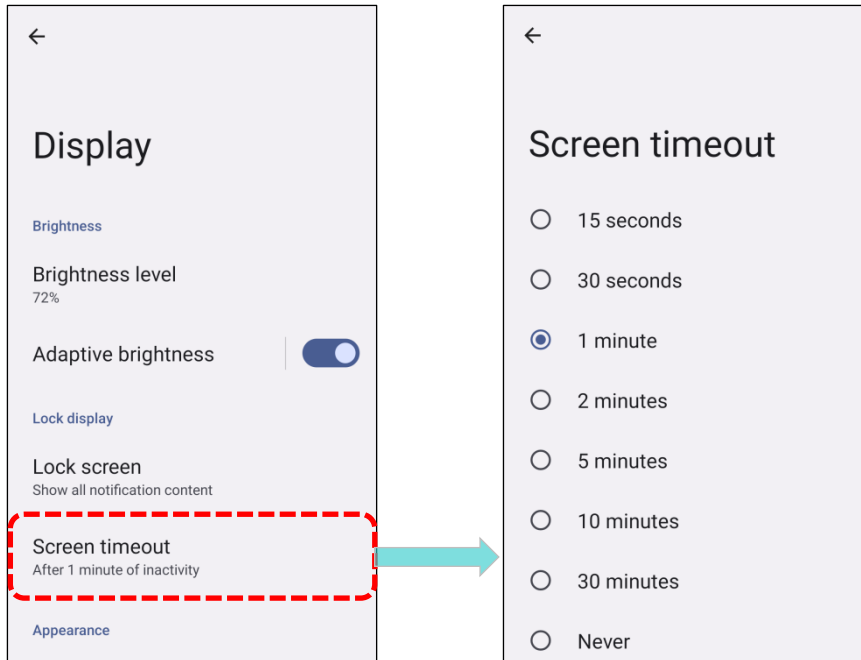 Display
Brightness
Brightness level
72%
Adaptive brightness
Lock display
Lock screen
Show all notification content
Screen timeout
After 1 minute of inactivity
Appearance
Screen timeout
15 seconds
30 seconds
1 minute
2 minutes
5 minutes
10 minutes
30 minutes
Never